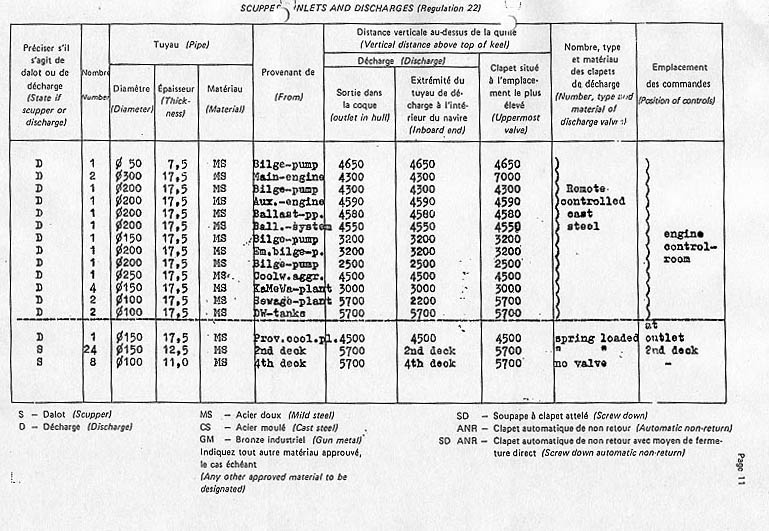 SCUPPERS INLETS AND DISCHARGES (Regulation 22)
Préciser s'il s'agit de dalot ou de décharge (State if scupper or discharge)
Nombre
Number
Tuyau (Pipe)
Diamètre (Diameter)
Épaisseur (Thick-ness)
Matériau (Material)
Provenant de (From)
Distance verticale au-dessus de la quille
(Vertical distance above top of keel)
Décharge (Discharge)
Sortie dans la coque (outlet in hull)
Extrémité du tuyau de dé-charge à l'inté-rieur du navire (Inboard end)
Clapet situé à l'emplace-ment le plus élevé (Uppermost valve)
Nombre, type et matériau des clapets de décharge (Number, type and material of discharge valves)
Emplacement des commandes (Position of controls)
D 1 Ø 50 7,5 MS Bilge-pump 4650 4650 4650
D 2 Ø300 17,5 MS Main-engine 4300 4300 7000
D 1 Ø200 17,5 MS Bilge-pump 4300 4300 4300 Remote-
D 1 Ø200 17,5 MS Aux.-engine 4590 4590 4590 controlled
D 1 Ø200 17,5 MS Ballast-pp. 4580 4580 4580 cast
D 1 Ø200 17,5 MS Ball.-system 4550 4550 4550 steel
D 1 Ø150 17,5 MS Bilge-pump 3200 3200 3200 engine
D 1 Ø200 17,5 MS Em.bilge-p. 3200 3200 3200 control-
D 1 Ø200 17,5 MS Bilge-pump 2500 2500 2500 room
D 1 Ø250 17,5 MS Coolw.aggr. 4500 4500 4500
D 4 Ø150 17,5 MS KaMeWa-plant 3000 3000 3000
D 2 Ø100 17,5 MS Sewage-plant 5700 2200 5700
D 2 Ø100 17,5 MS DW-tanks 5700 5700 5700
at
D 1 Ø150 17,5 MS Prov.cool.pl. 4500 4500 4500 spring loaded outlet
S 24 Ø150 12,5 MS 2nd deck 5700 2nd deck 5700 " " 2nd deck
S 8 Ø100 11,0 MS 4th deck 5700 4th deck 5700 no valve -
S – Dalot (Scupper)
D – Décharge (Discharge)
MS – Acier doux (Mild steel)
CS – Acier moulé (Cast steel)
GM – Bronze industriel (Gun metal)
Indiquez tout autre matériau approuvé,
le cas échéant
(Any other approved material to be
designated)
SD – Soupape à clapet attelé (Screw down)
ANR – Clapet automatique de non retour (Automatic non-return)
SD ANR – Clapet automatique de non retour avec moyen de ferme-
ture direct (Screw down automatic non-return)
Page 11